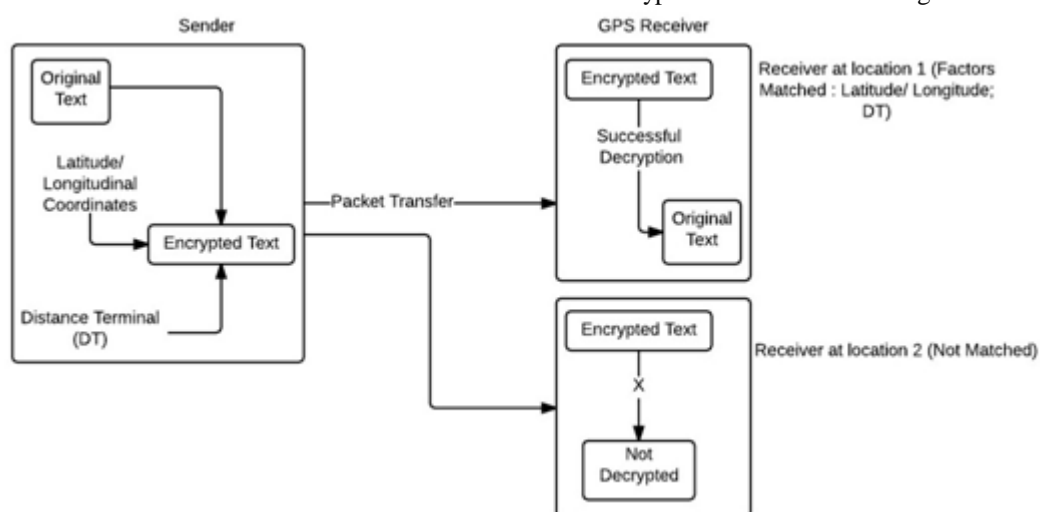 Sender
Original
Text
Latitude/
Longitudinal
Coordinates
Encrypted Text
Distance Terminal
(DT)
Packet Transfer
GPS Receiver
Encrypted Text
Successful
Decryption
Original
Text
Receiver at location 1 (Factors
Matched : Latitude/ Longitude;
DT)
Encrypted Text
X
Not
Decrypted
Receiver at location 2 (Not Matched)